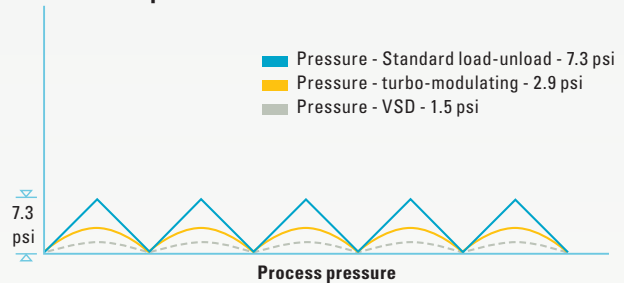 Pressure - Standard load-unload - 7.3 psi
Pressure - turbo-modulating - 2.9 psi
Pressure - VSD - 1.5 psi
7.3
psi
Process pressure